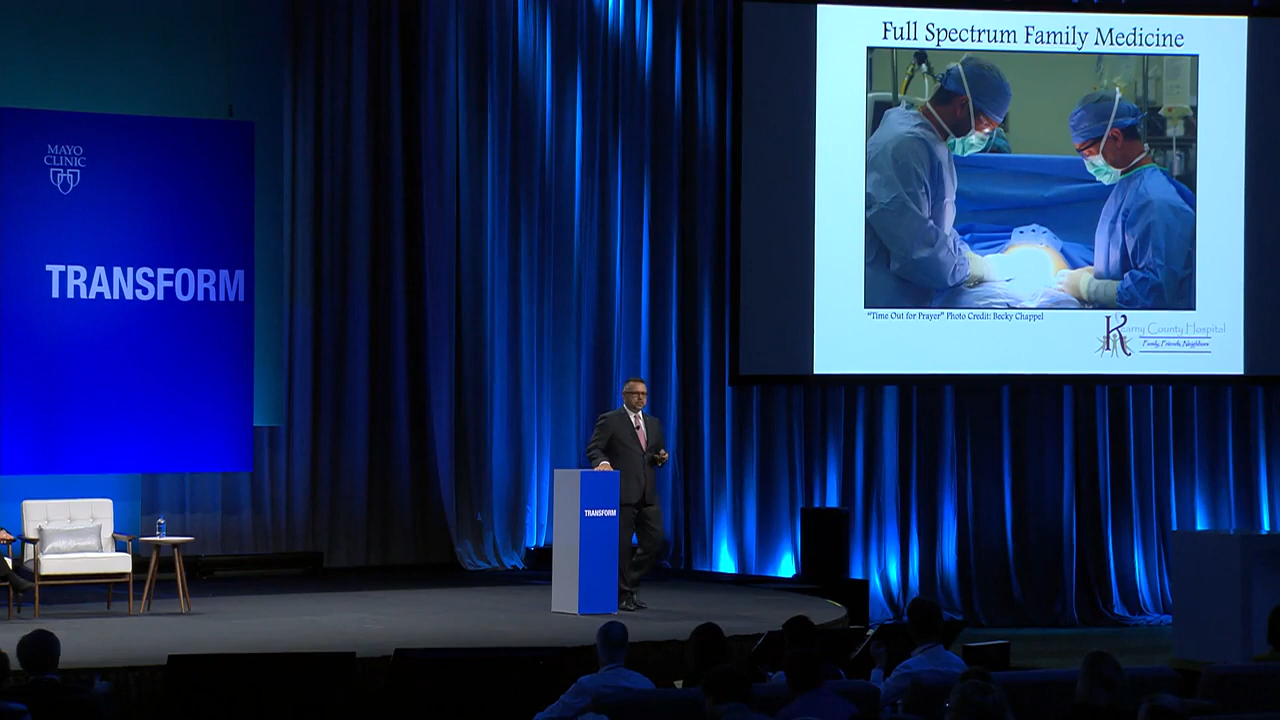 MAYO
CLINIC
TRANSFORM
TRANSFORM
Full Spectrum Family Medicine
"Time Out for Prayer" Photo Credit: Becky Chappel
Kearny County Hospital
Family, Friends, Neighbors